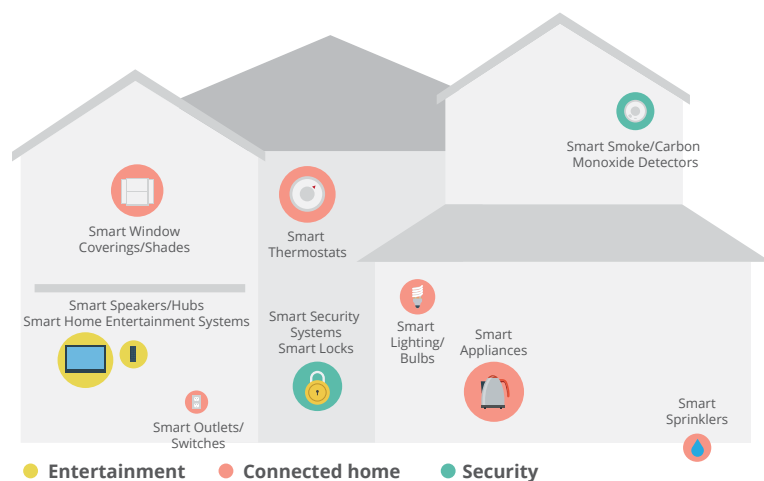 Smart Smoke/Carbon
Monoxide Detectors
Smart Window
Coverings/Shades
Smart
Thermostats
Smart Speakers/Hubs
Smart Home Entertainment Systems
Smart Security
Systems
Smart Locks
Smart
Lighting/
Bulbs
Smart
Appliances
Smart Outlets/
Switches
Smart
Sprinklers
Entertainment
Connected home
Security